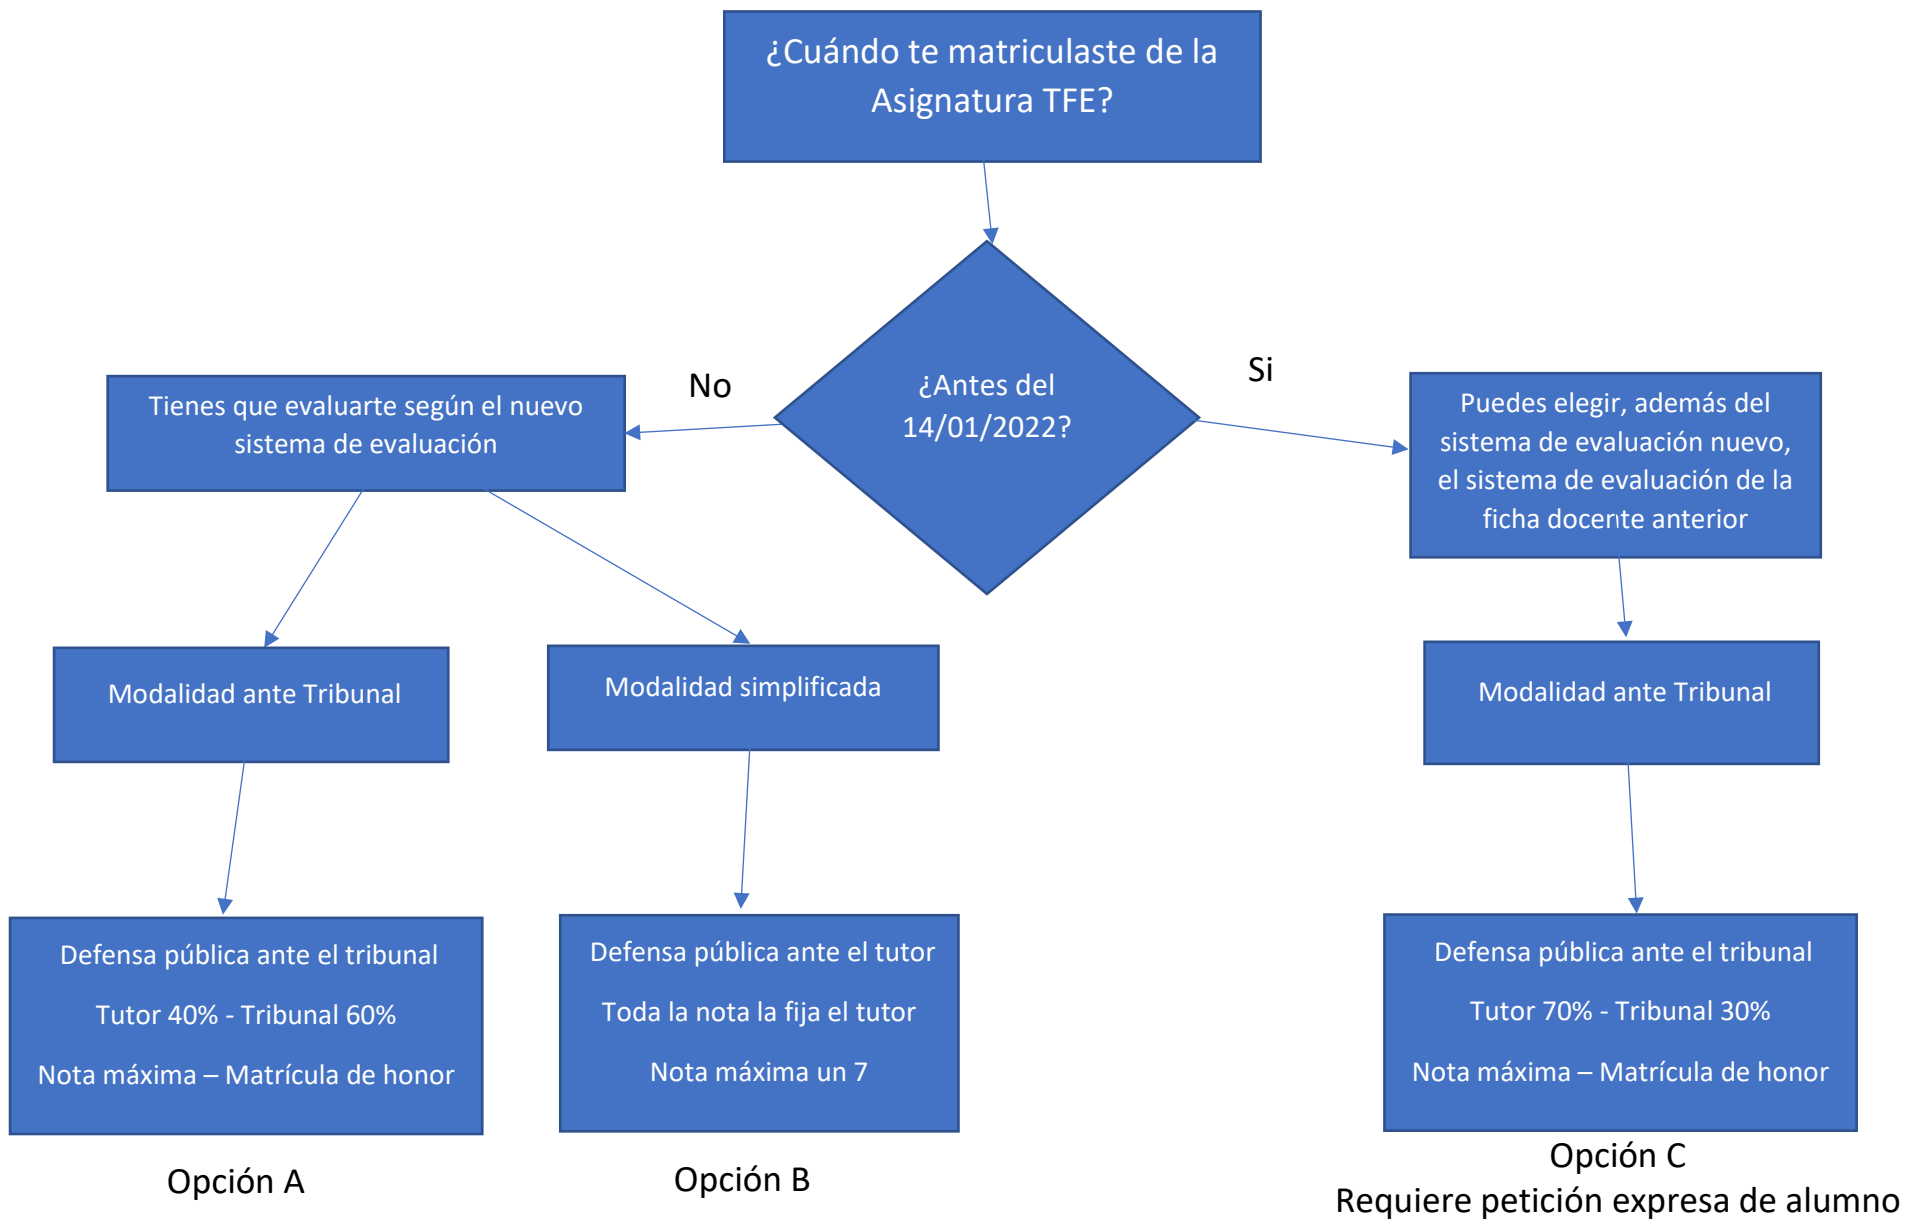 ¿Cuándo te matriculaste de la
Asignatura TFE?
¿Antes del
14/01/2022?
No
Si
Tienes que evaluarte según el nuevo
sistema de evaluación
Puedes elegir, además del
sistema de evaluación nuevo,
el sistema de evaluación de la
ficha docente anterior
Modalidad ante Tribunal
Modalidad simplificada
Modalidad ante Tribunal
Defensa pública ante el tribunal
Tutor 40% - Tribunal 60%
Nota máxima – Matrícula de honor
Defensa pública ante el tutor
Toda la nota la fija el tutor
Nota máxima un 7
Defensa pública ante el tribunal
Tutor 70% - Tribunal 30%
Nota máxima – Matrícula de honor
Opción A
Opción B
Opción C
Requiere petición expresa de alumno